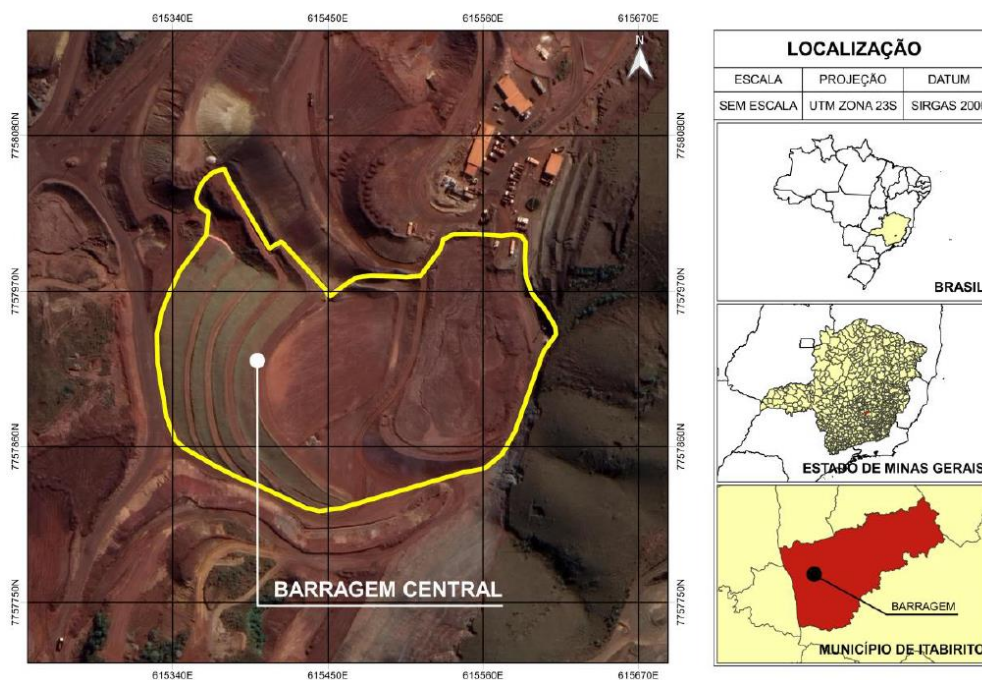 615340E
615450E
615560E
615670E
N
7758080N
7758080N
7757970N
7757970N
7757860N
7757860N
7757750N
7757750N
BARRAGEM CENTRAL
615340E
615450E
615560E
615670E
LOCALIZAÇÃO
ESCALA PROJEÇÃO DATUM
SEM ESCALA UTM ZONA 23S SIRGAS
BRASIL
ESTADO DE MINAS GERAIS
BARRAGEM
MUNICÍPIO DE ITABIRITO